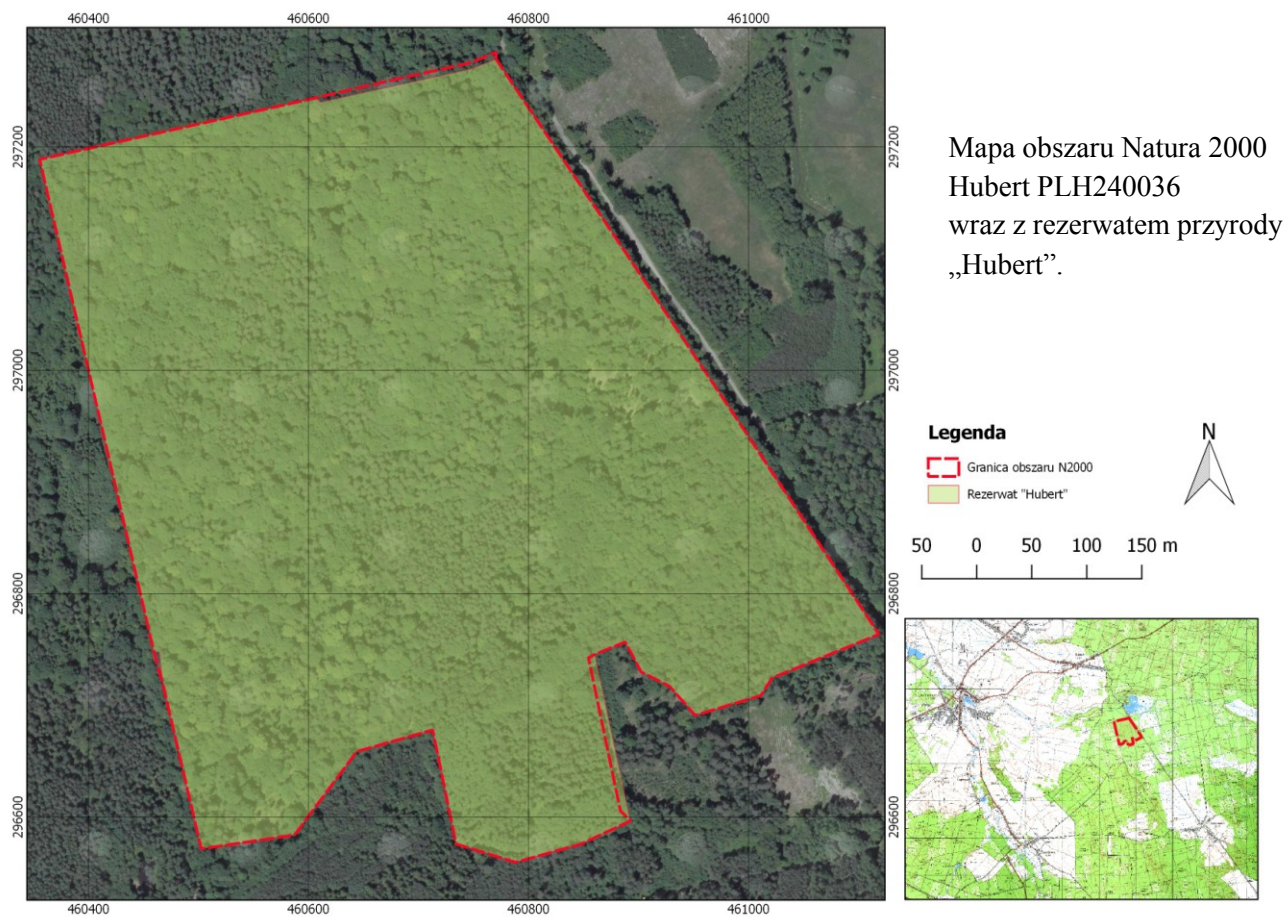 460400 460600 460800 461000
297200 297200
297000 297000
296800 296800
296600 296600
460400 460600 460800 461000
Mapa obszaru Natura 2000
Hubert PLH240036
wraz z rezerwatem przyrody
„Hubert”.
Legenda
Granica obszaru N2000
Rezerwat "Hubert"
N
50 0 50 100 150 m